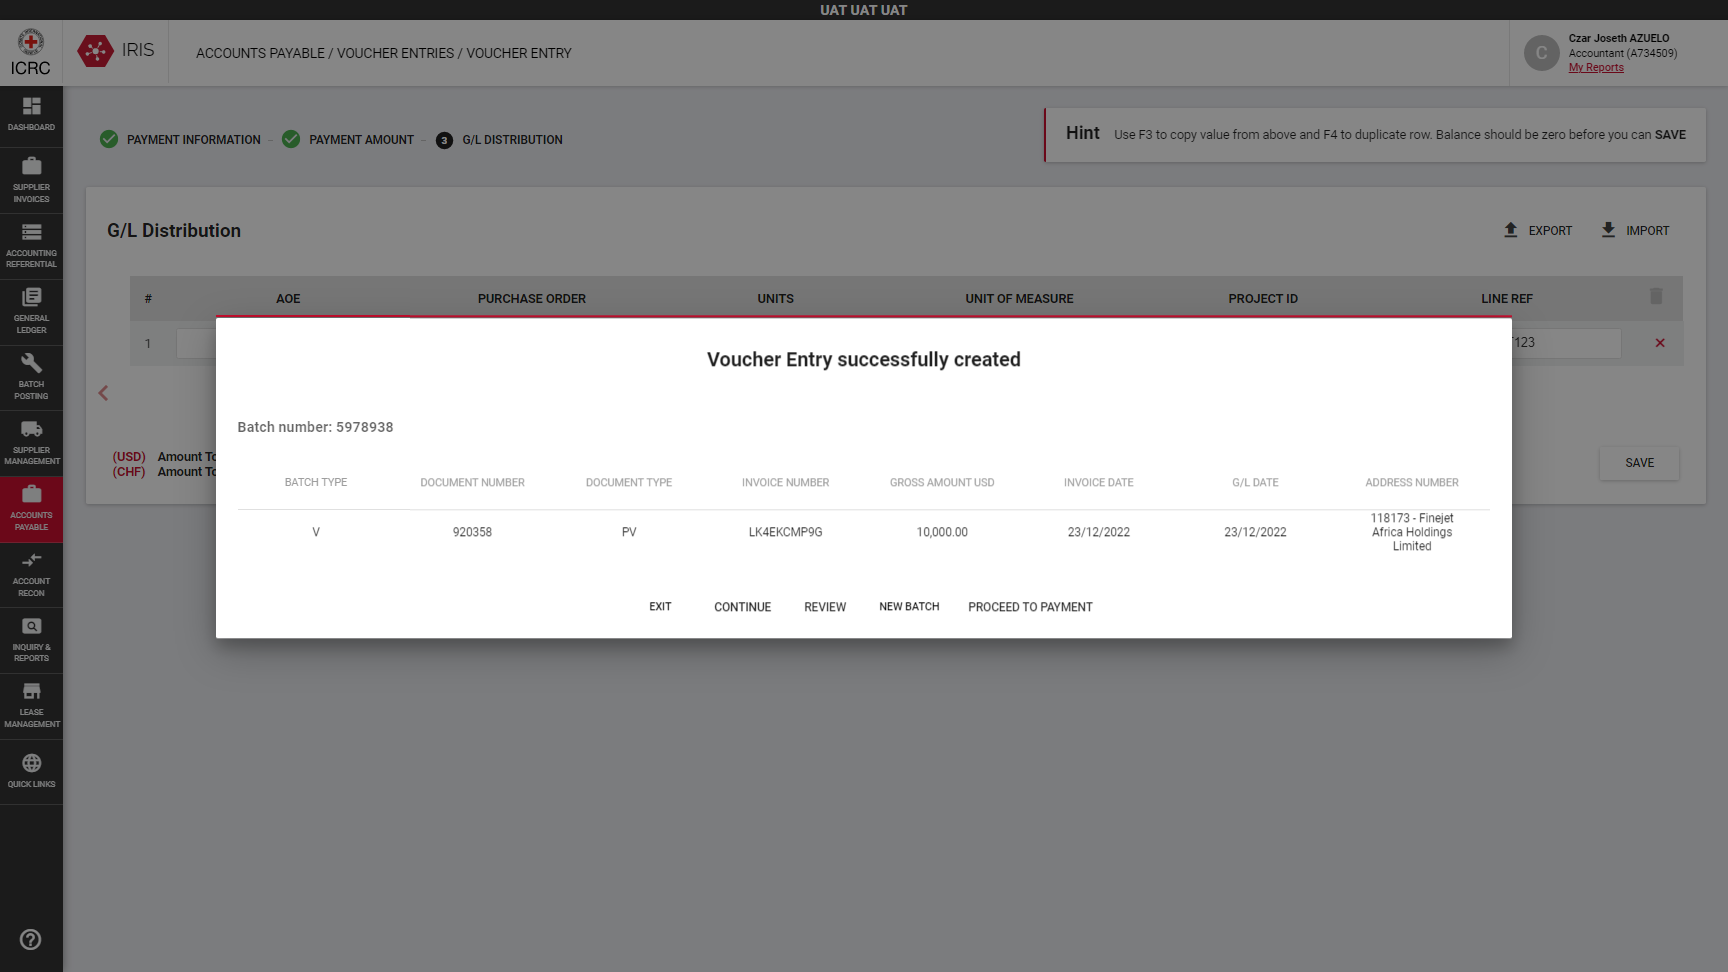 UAT UAT UAT
ICRC
IRIS
ACCOUNTS PAYABLE / VOUCHER ENTRIES / VOUCHER ENTRY
C
Czar Joseth AZUELO
Accountant (A734509)
My Reports
DASHBOARD
SUPPLIER
INVOICES
ACCOUNTING
REFERENTIAL
GENERAL
LEDGER
BATCH
POSTING
SUPPLIER
MANAGEMENT
ACCOUNTS
PAYABLE
ACCOUNT
RECON
INQUIRY &
REPORTS
LEASE
MANAGEMENT
QUICK LINKS
PAYMENT INFORMATION
PAYMENT AMOUNT
3 G/L DISTRIBUTION
Hint Use F3 to copy value from above and F4 to duplicate row. Balance should be zero before you can SAVE
G/L Distribution
EXPORT IMPORT
# AOE PURCHASE ORDER UNITS UNIT OF MEASURE PROJECT ID LINE REF
1 123
(USD) Amount To
(CHF) Amount To
SAVE
Voucher Entry successfully created
Batch number: 5978938
BATCH TYPE DOCUMENT NUMBER DOCUMENT TYPE INVOICE NUMBER GROSS AMOUNT USD INVOICE DATE G/L DATE ADDRESS NUMBER
V 920358 PV LK4EKCMP9G 10,000.00 23/12/2022 23/12/2022 118173 - Finejet
Africa Holdings
Limited
EXIT CONTINUE REVIEW NEW BATCH PROCEED TO PAYMENT